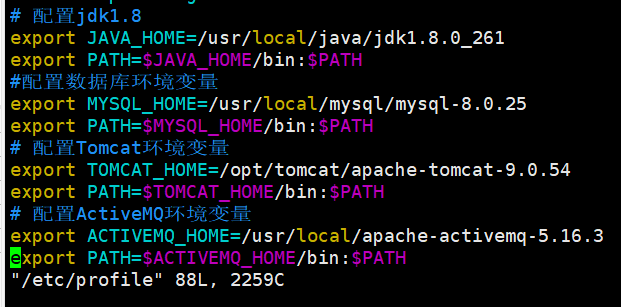 # 配置jdk1.8
export JAVA_HOME=/usr/local/java/jdk1.8.0_261
export PATH=$JAVA_HOME/bin:$PATH
#配置数据库环境变量
export MYSQL_HOME=/usr/local/mysql/mysql-8.0.25
export PATH=$MYSQL_HOME/bin:$PATH
# 配置Tomcat环境变量
export TOMCAT_HOME=/opt/tomcat/apache-tomcat-9.0.54
export PATH=$TOMCAT_HOME/bin:$PATH
# 配置ActiveMQ环境变量
export ACTIVEMQ_HOME=/usr/local/apache-activemq-5.16.3
export PATH=$ACTIVEMQ_HOME/bin:$PATH
"/etc/profile" 88L, 2259C